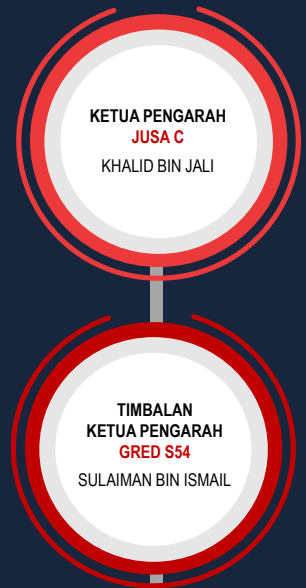 KETUA PENGARAH
JUSA C
KHALID BIN JALI
TIMBALAN
KETUA PENGARAH
GRED S54
SULAIMAN BIN ISMAIL